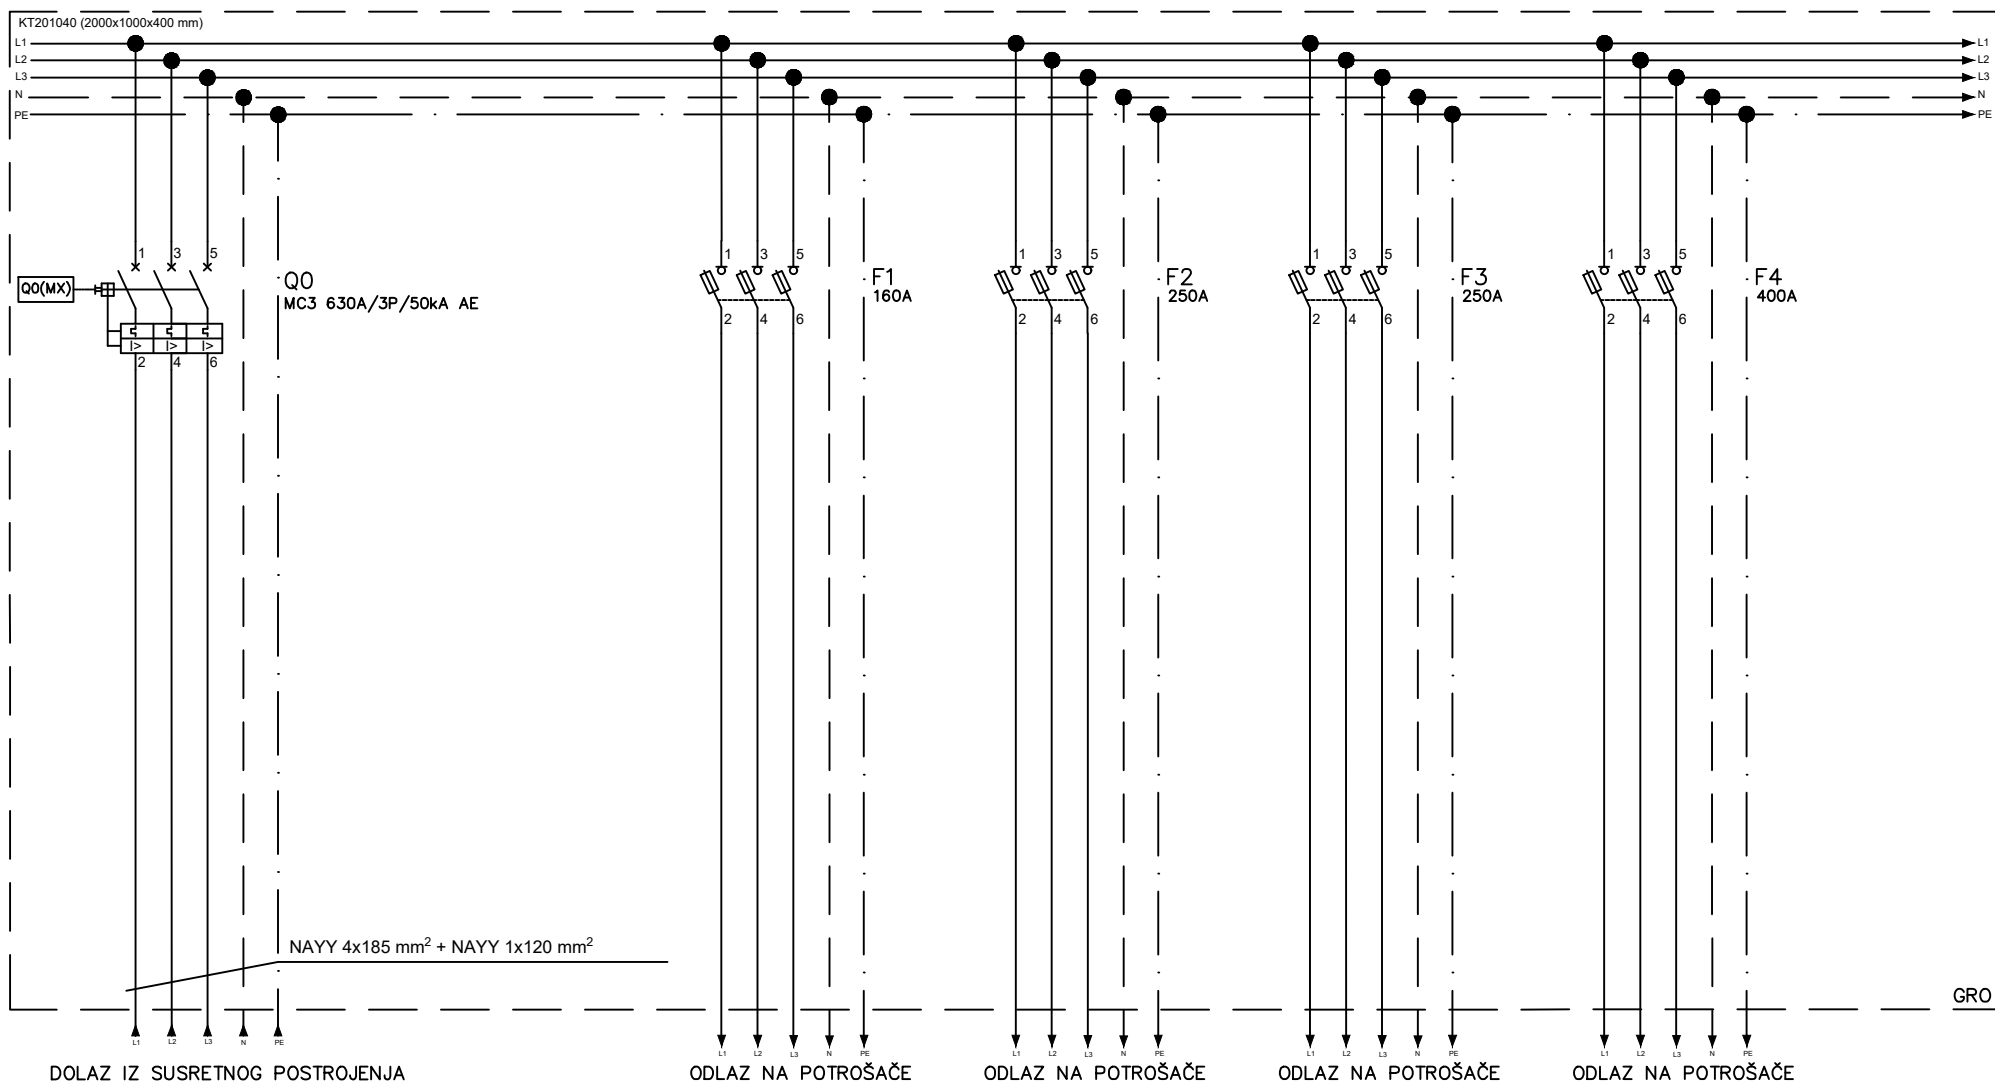 KT201040 (2000x1000x400 mm)
L1 L1
L2 L2
L3 L3
N N
PE PE
1 3 5 1 3 5 1 3 5 1 3 5 1 3 5
Q0(MX)
Q0 F1 F2 F3 F4
MC3 630A/3P/50kA AE 160A 250A 250A 400A
2 4 6 2 4 6 2 4 6 2 4 6
I> I> I>
2 4 6
NAYY 4x185 mm² + NAYY 1x120 mm²
GRO
L1 L2 L3 N PE L1 L2 L3 N PE L1 L2 L3 N PE L1 L2 L3 N PE L1 L2 L3 N PE
DOLAZ IZ SUSRETNOG POSTROJENJA ODLAZ NA POTROŠAČE ODLAZ NA POTROŠAČE ODLAZ NA POTROŠAČE ODLAZ NA POTROŠAČE